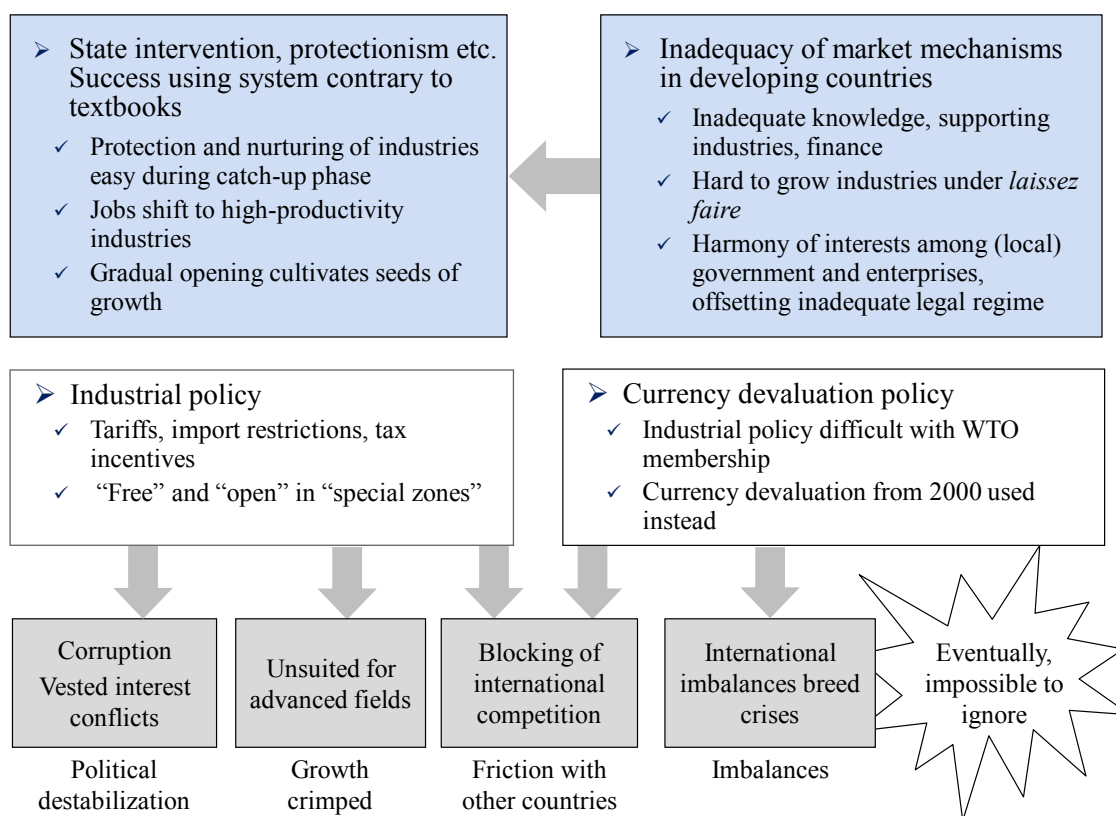 State intervention, protectionism etc.
Success using system contrary to
textbooks
Protection and nurturing of industries
easy during catch-up phase
Jobs shift to high-productivity
industries
Gradual opening cultivates seeds of
growth
Inadequacy of market mechanisms
in developing countries
Inadequate knowledge, supporting
industries, finance
Hard to grow industries under laissez
faire
Harmony of interests among (local)
government and enterprises,
offsetting inadequate legal regime
Industrial policy
Tariffs, import restrictions, tax
incentives
“Free” and “open” in “special zones”
Currency devaluation policy
Industrial policy difficult with WTO
membership
Currency devaluation from 2000 used
instead
Corruption
Vested interest
conflicts
Unsuited for
advanced fields
Blocking of
international
competition
International
imbalances breed
crises
Eventually,
impossible to
ignore
Political
destabilization
Growth
crimped
Friction with
other countries
Imbalances